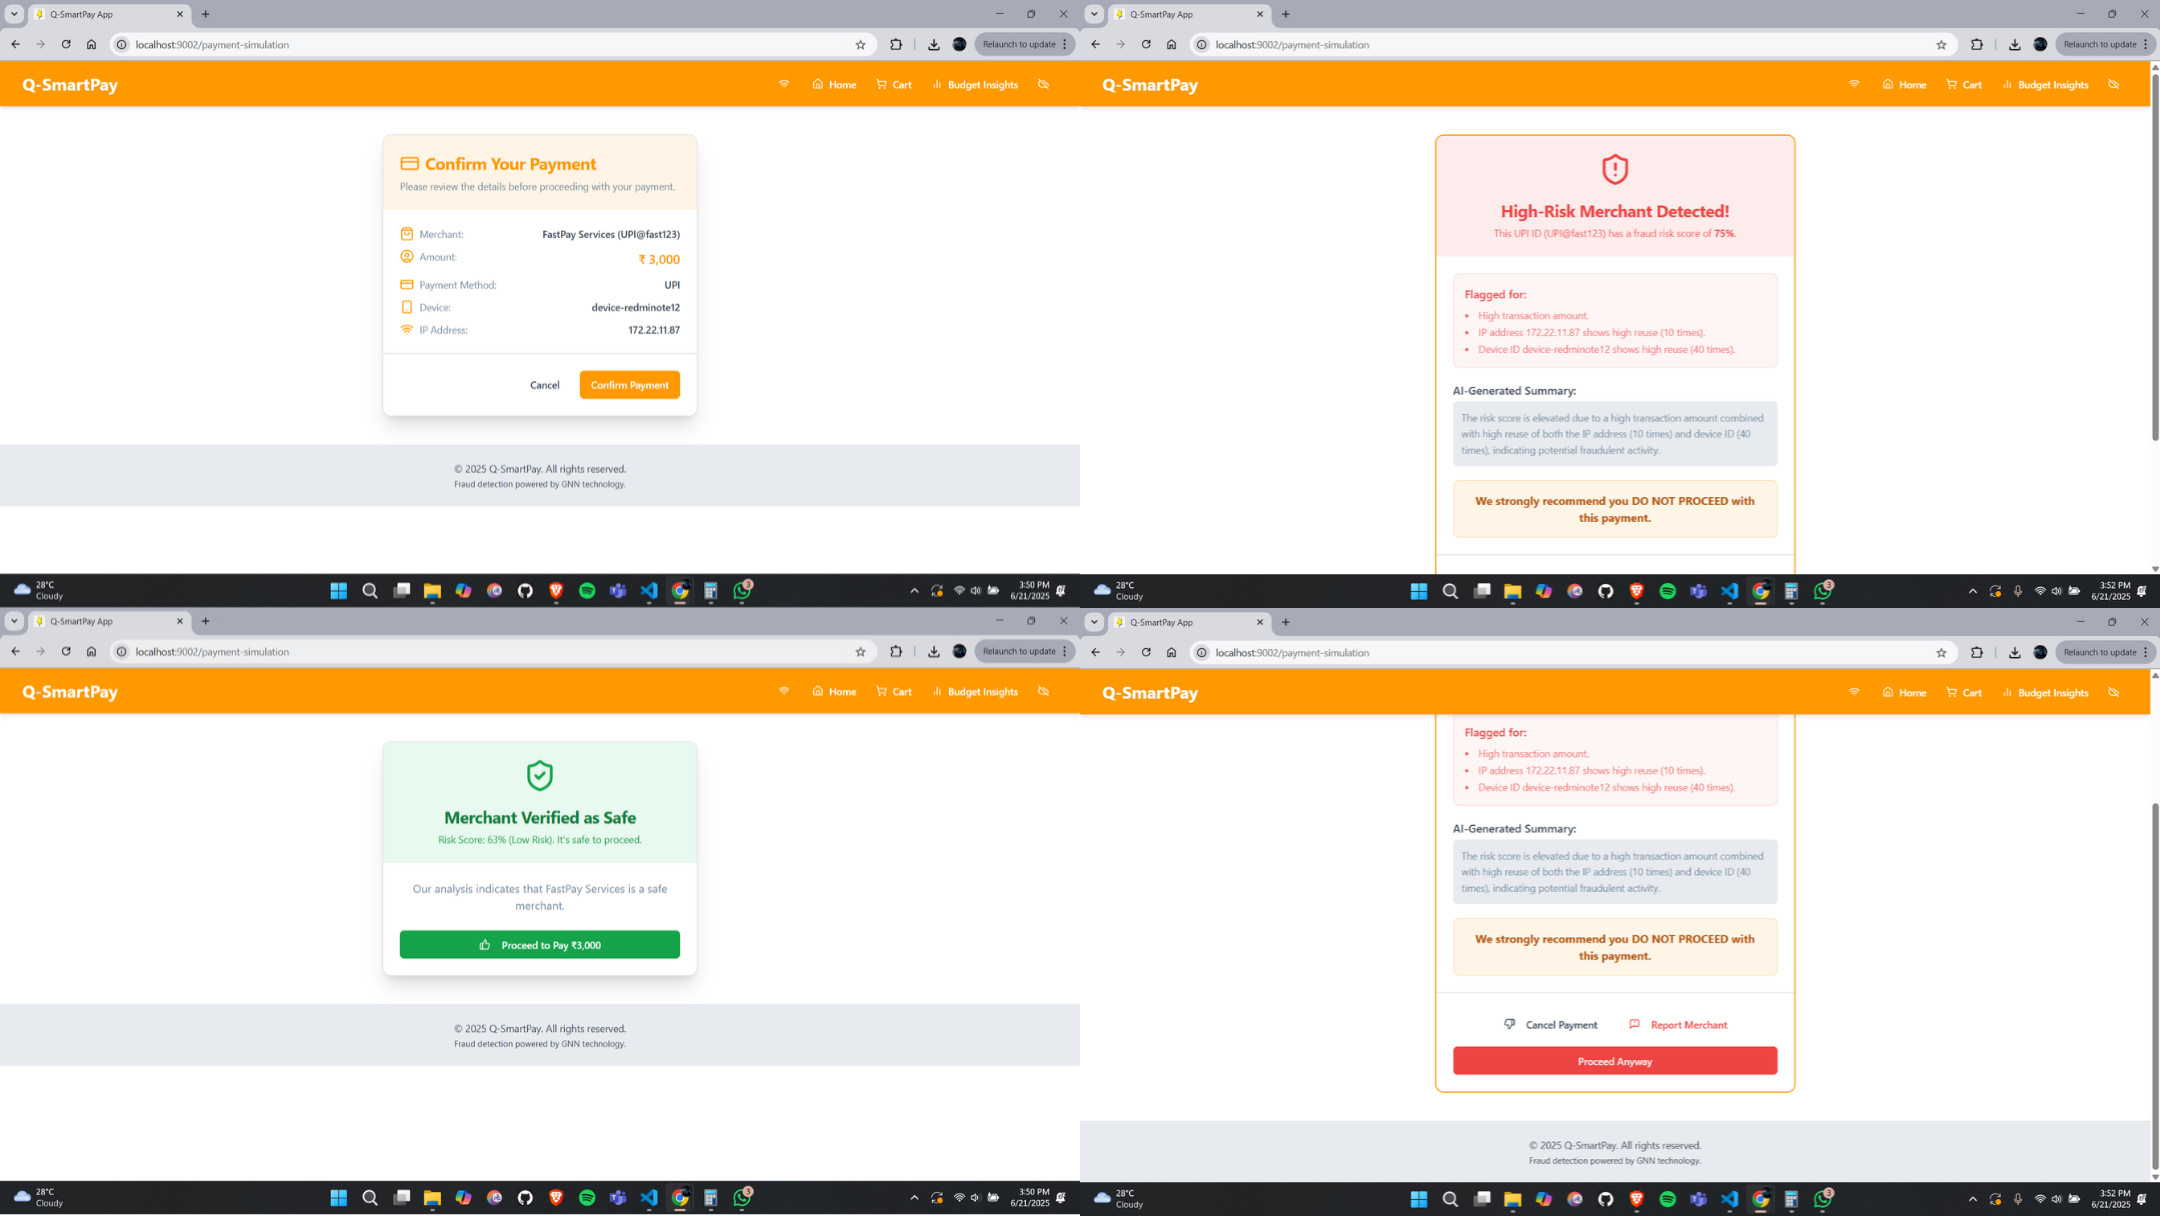 Q-SmartPay App
localhost:9002/payment-simulation
Relaunch to update
Q-SmartPay
Home
Cart
Budget Insights
Confirm Your Payment
Please review the details before proceeding with your payment.
Merchant: FastPay Services (UPI@fast123)
Amount: ₹ 3,000
Payment Method: UPI
Device: device-redminote12
IP Address: 172.22.11.87
Cancel
Confirm Payment
© 2025 Q-SmartPay. All rights reserved.
Fraud detection powered by GNN technology.
28°C
Cloudy
3
3:50 PM
6/21/2025
Q-SmartPay App
localhost:9002/payment-simulation
Relaunch to update
Q-SmartPay
Home
Cart
Budget Insights
High-Risk Merchant Detected!
This UPI ID (UPI@fast123) has a fraud risk score of 75%.
Flagged for:
• High transaction amount.
• IP address 172.22.11.87 shows high reuse (10 times).
• Device ID device-redminote12 shows high reuse (40 times).
AI-Generated Summary:
The risk score is elevated due to a high transaction amount combined
with high reuse of both the IP address (10 times) and device ID (40
times), indicating potential fraudulent activity.
We strongly recommend you DO NOT PROCEED with
this payment.
28°C
Cloudy
3
3:52 PM
6/21/2025
Q-SmartPay App
localhost:9002/payment-simulation
Relaunch to update
Q-SmartPay
Home
Cart
Budget Insights
Merchant Verified as Safe
Risk Score: 63% (Low Risk). It's safe to proceed.
Our analysis indicates that FastPay Services is a safe
merchant.
Proceed to Pay ₹3,000
© 2025 Q-SmartPay. All rights reserved.
Fraud detection powered by GNN technology.
28°C
Cloudy
3
3:50 PM
6/21/2025
Q-SmartPay App
localhost:9002/payment-simulation
Relaunch to update
Q-SmartPay
Home
Cart
Budget Insights
Flagged for:
• High transaction amount.
• IP address 172.22.11.87 shows high reuse (10 times).
• Device ID device-redminote12 shows high reuse (40 times).
AI-Generated Summary:
The risk score is elevated due to a high transaction amount combined
with high reuse of both the IP address (10 times) and device ID (40
times), indicating potential fraudulent activity.
We strongly recommend you DO NOT PROCEED with
this payment.
Cancel Payment
Report Merchant
Proceed Anyway
© 2025 Q-SmartPay. All rights reserved.
Fraud detection powered by GNN technology.
28°C
Cloudy
3
3:52 PM
6/21/2025